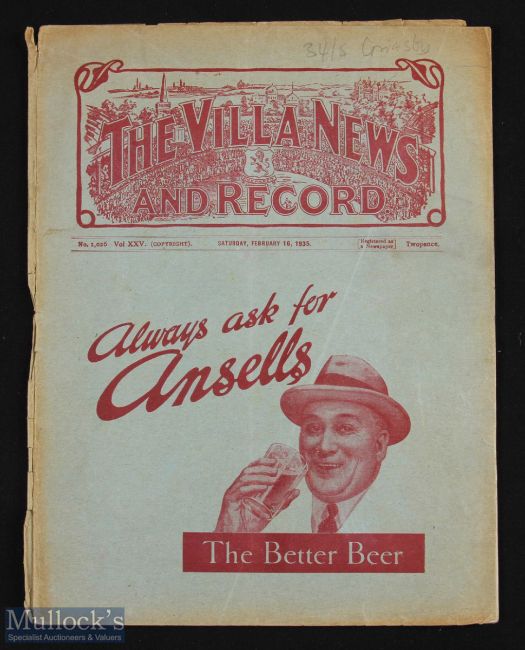 34/5 Grimsby
THE VILLA NEWS
AND RECORD
No. 1,026 Vol XXV. (COPYRIGHT). SATURDAY, FEBRUARY 16, 1935. [Registered as a Newspaper] Twopence.
Always ask for
Ansells
The Better Beer
Mullock's
Specialist Auctioneers & Valuers